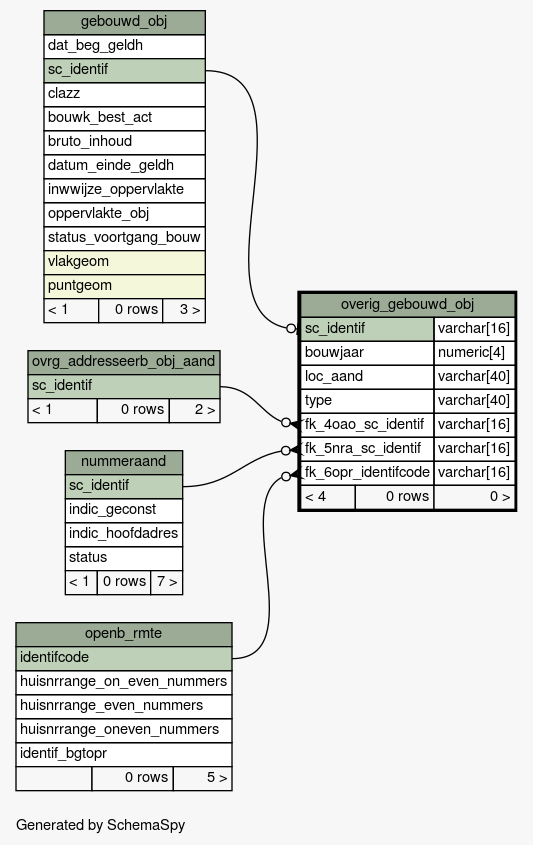 gebouwd_obj
dat_beg_geldh
sc_identif
clazz
bouwk_best_act
bruto_inhoud
datum_einde_geldh
inwwijze_oppervlakte
oppervlakte_obj
status_voortgang_bouw
vlakgeom
puntgeom
< 1 0 rows 3 >
overig_gebouwd_obj
sc_identif varchar[16]
bouwjaar numeric[4]
loc_aand varchar[40]
type varchar[40]
fk_4oao_sc_identif varchar[16]
fk_5nra_sc_identif varchar[16]
fk_6opr_identifcode varchar[16]
< 4 0 rows 0 >
ovrg_addresseerb_obj_aand
sc_identif
< 1 0 rows 2 >
nummeraand
sc_identif
indic_geconst
indic_hoofdadres
status
< 1 0 rows 7 >
openb_rmte
identifcode
huisnrrange_on_even_nummers
huisnrrange_even_nummers
huisnrrange_oneven_nummers
identif_bgtopr
0 rows 5 >
Generated by SchemaSpy